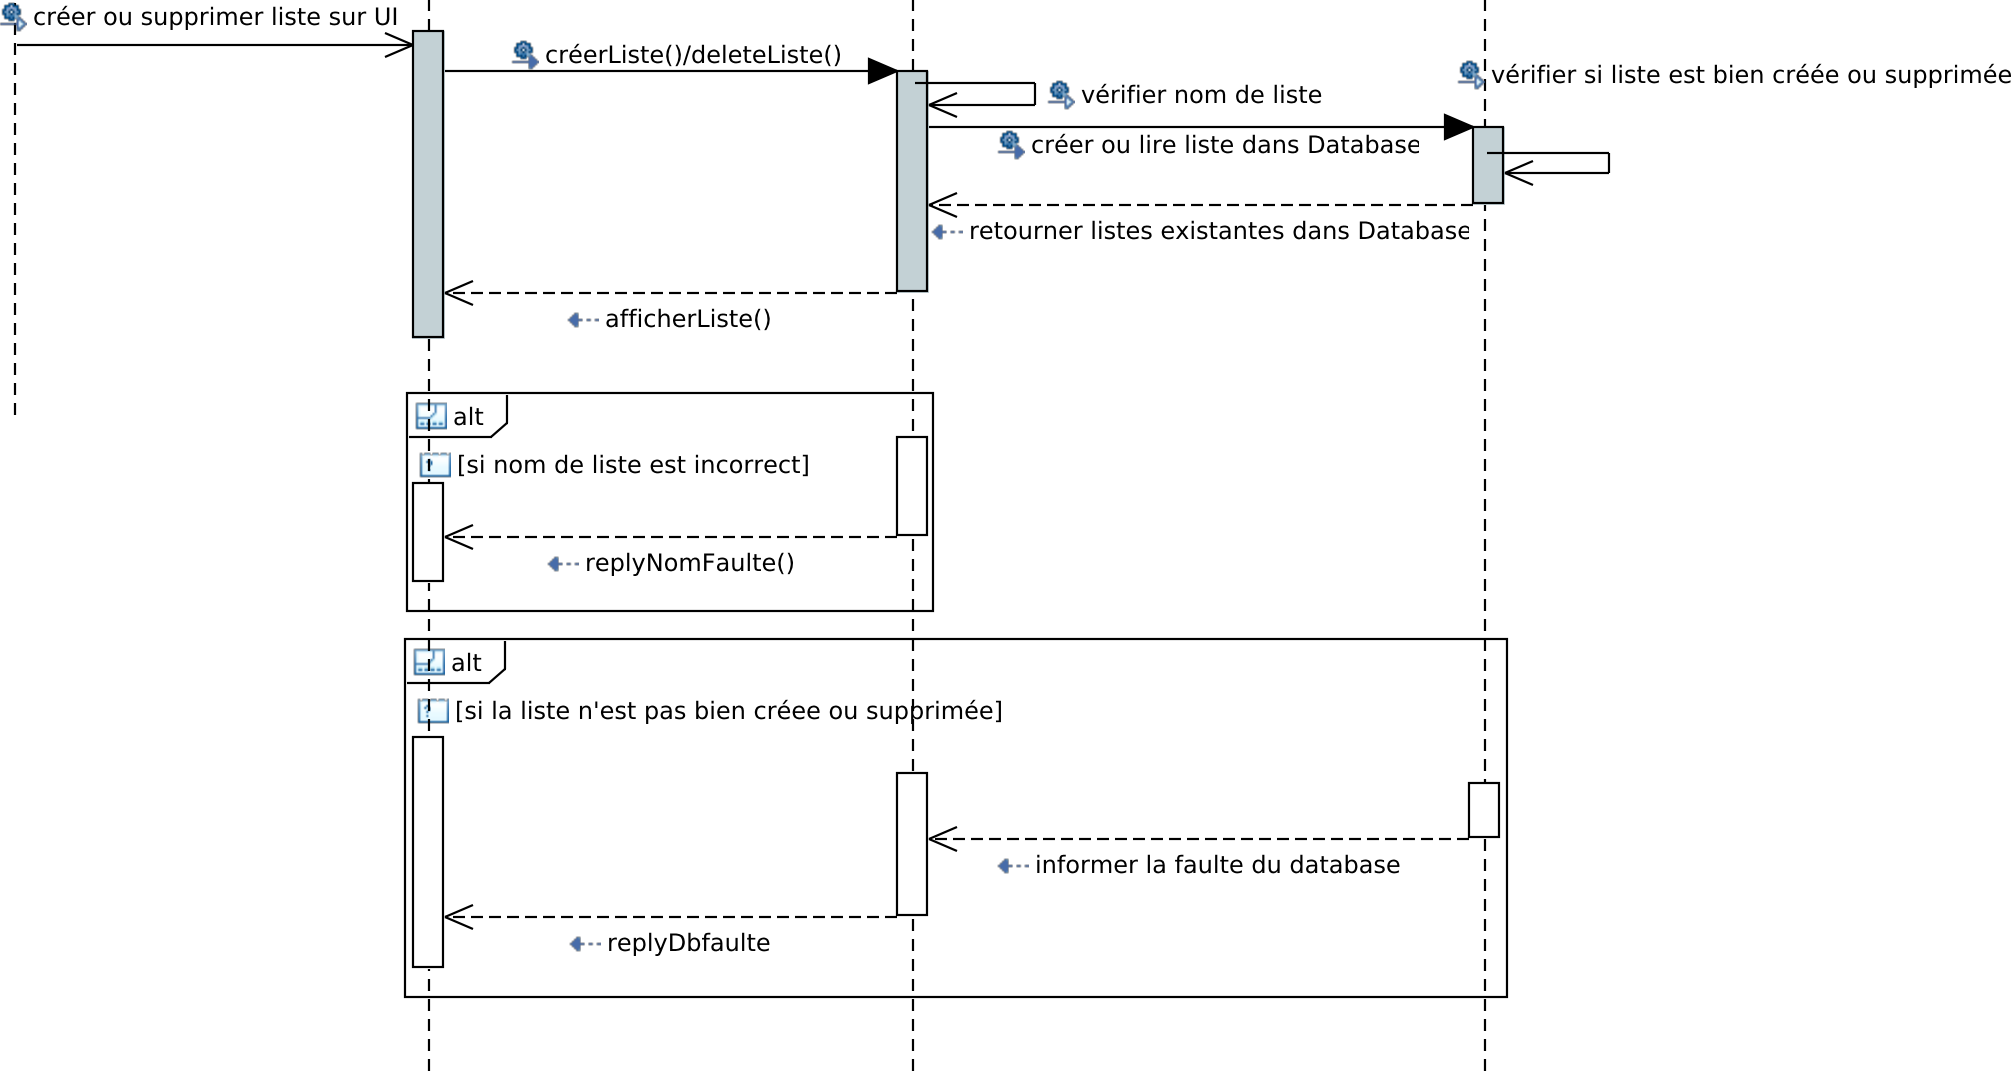 créer ou supprimer liste sur UI
créerListe()/deleteListe()
vérifier si liste est bien créée ou supprimée
vérifier nom de liste
créer ou lire liste dans Database
retourner listes existantes dans Database
afficherListe()
alt
[si nom de liste est incorrect]
replyNomFaulte()
alt
[si la liste n'est pas bien créee ou supprimée]
informer la faulte du database
replyDbfaulte